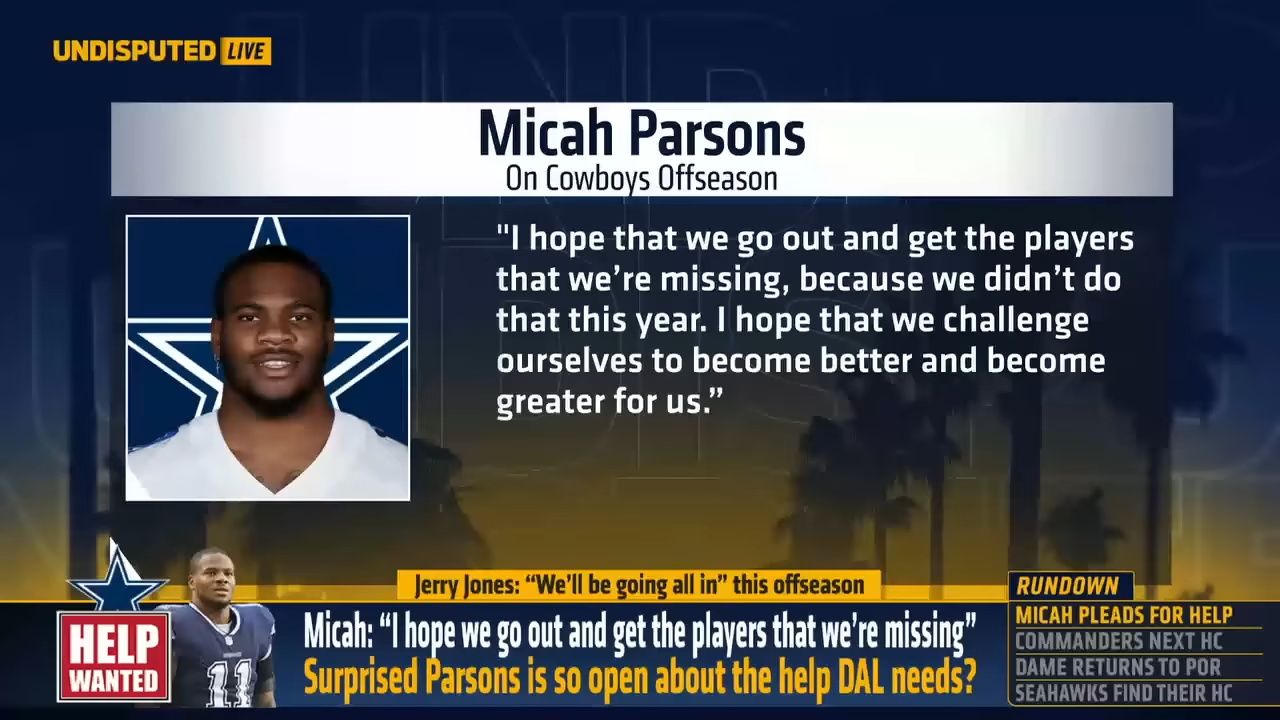 UNDISPUTED LIVE
Micah Parsons
On Cowboys Offseason
"I hope that we go out and get the players
that we’re missing, because we didn’t do
that this year. I hope that we challenge
ourselves to become better and become
greater for us.”
Jerry Jones: “We’ll be going all in” this offseason
HELP
WANTED
11
Micah: “I hope we go out and get the players that we’re missing”
Surprised Parsons is so open about the help DAL needs?
RUNDOWN
MICAH PLEADS FOR HELP
COMMANDERS NEXT HC
DAME RETURNS TO POR
SEAHAWKS FIND THEIR HC